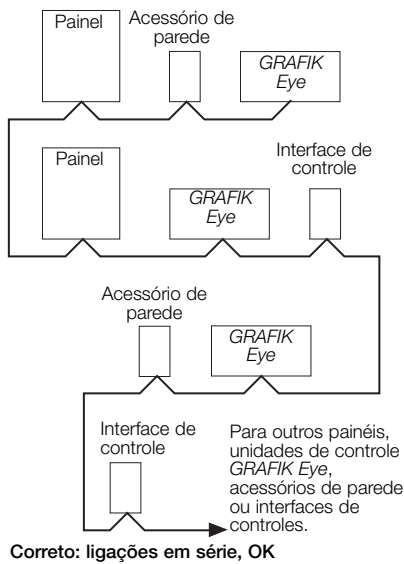 Painel
Acessório de
parede
GRAFIK
Eye
Painel
GRAFIK
Eye
Interface de
controle
Acessório de
parede
GRAFIK
Eye
Interface de
controle
Para outros painéis,
unidades de controle
GRAFIK Eye,
acessórios de parede
ou interfaces de
controles.
Correto: ligações em série, OK